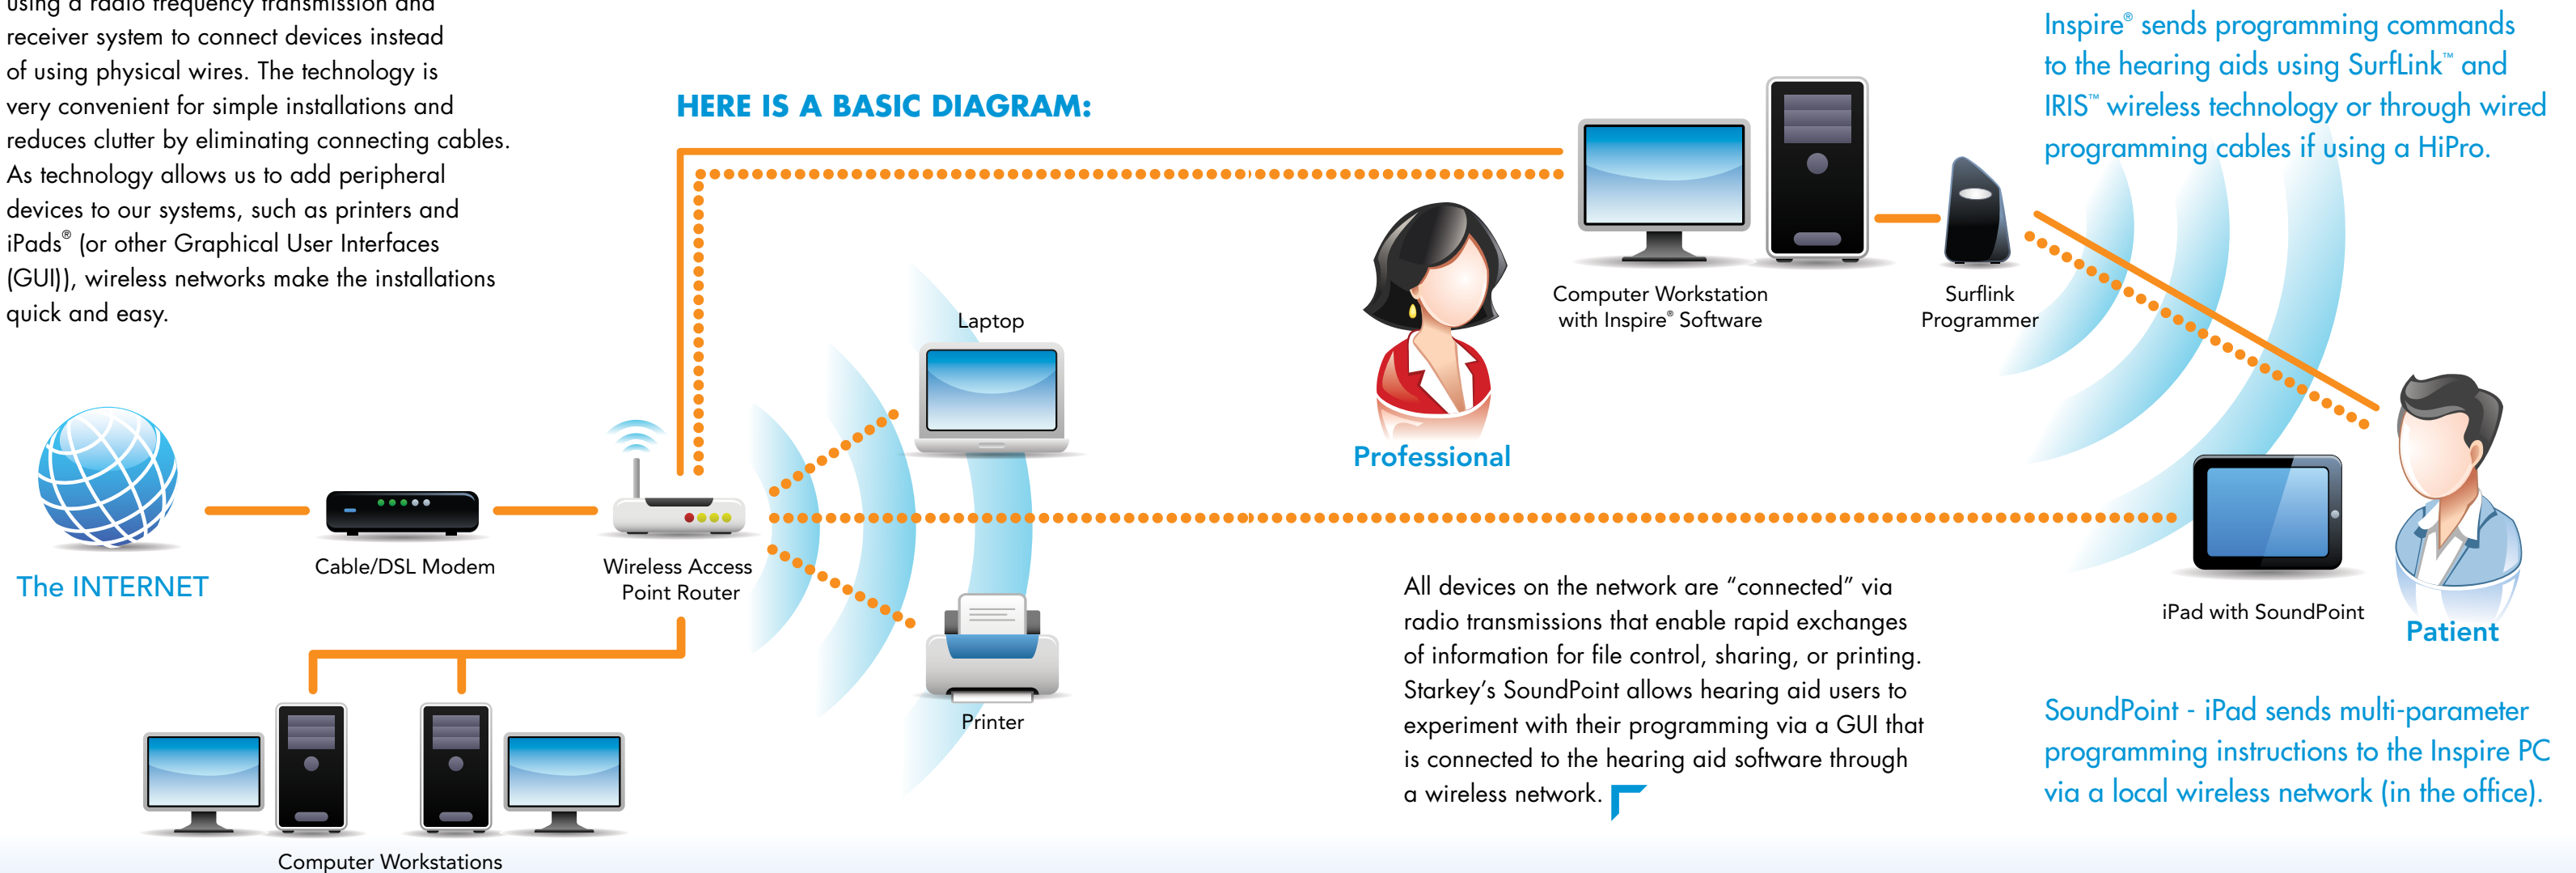 using a radio frequency transmission and
receiver system to connect devices instead
of using physical wires. The technology is
very convenient for simple installations and
reduces clutter by eliminating connecting cables.
As technology allows us to add peripheral
devices to our systems, such as printers and
iPads® (or other Graphical User Interfaces
(GUI)), wireless networks make the installations
quick and easy.
HERE IS A BASIC DIAGRAM:
Inspire® sends programming commands
to the hearing aids using SurfLink™ and
IRIS™ wireless technology or through wired
programming cables if using a HiPro.
Computer Workstation
with Inspire® Software
Surflink
Programmer
Laptop
Professional
The INTERNET
Cable/DSL Modem
Wireless Access
Point Router
Printer
Computer Workstations
iPad with SoundPoint
Patient
All devices on the network are “connected” via
radio transmissions that enable rapid exchanges
of information for file control, sharing, or printing.
Starkey’s SoundPoint allows hearing aid users to
experiment with their programming via a GUI that
is connected to the hearing aid software through
a wireless network.
SoundPoint - iPad sends multi-parameter
programming instructions to the Inspire PC
via a local wireless network (in the office).